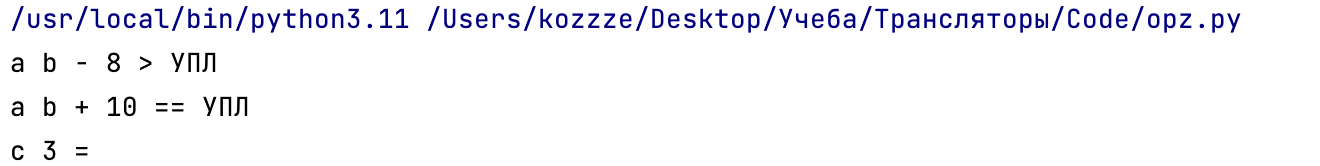 /usr/local/bin/python3.11 /Users/kozzze/Desktop/Учеба/Трансляторы/Code/opz.py
a b - 8 > УПЛ
a b + 10 == УПЛ
c 3 =